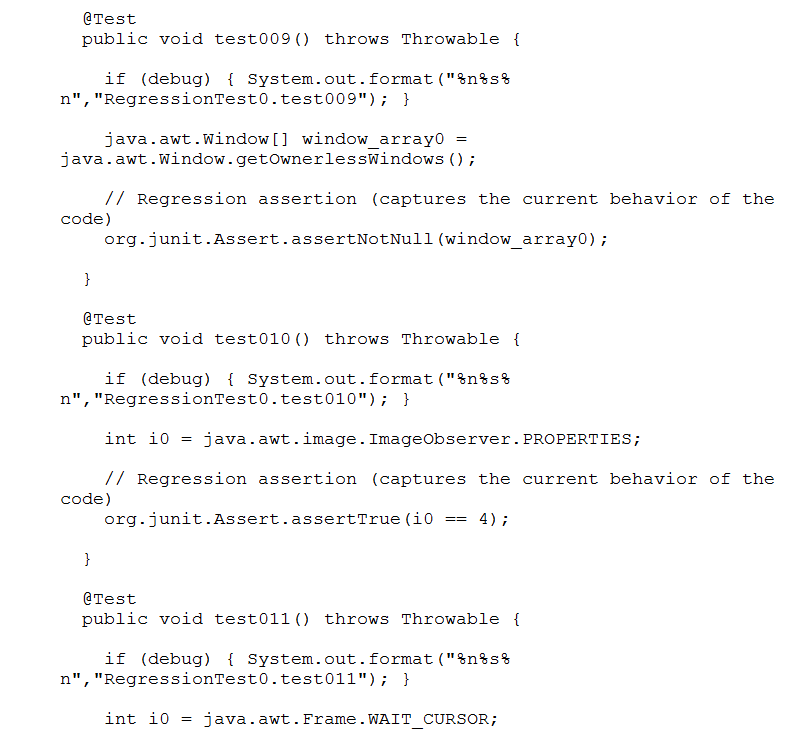 @Test
public void test009() throws Throwable {
if (debug) { System.out.format("%n%s%
n","RegressionTest0.test009"); }
java.awt.Window[] window_array0 =
java.awt.Window.getOwnerlessWindows();
// Regression assertion (captures the current behavior of the
code)
org.junit.Assert.assertNotNull(window_array0);
}
@Test
public void test010() throws Throwable {
if (debug) { System.out.format("%n%s%
n","RegressionTest0.test010"); }
int i0 = java.awt.image.ImageObserver.PROPERTIES;
// Regression assertion (captures the current behavior of the
code)
org.junit.Assert.assertTrue(i0 == 4);
}
@Test
public void test011() throws Throwable {
if (debug) { System.out.format("%n%s%
n","RegressionTest0.test011"); }
int i0 = java.awt.Frame.WAIT_CURSOR;